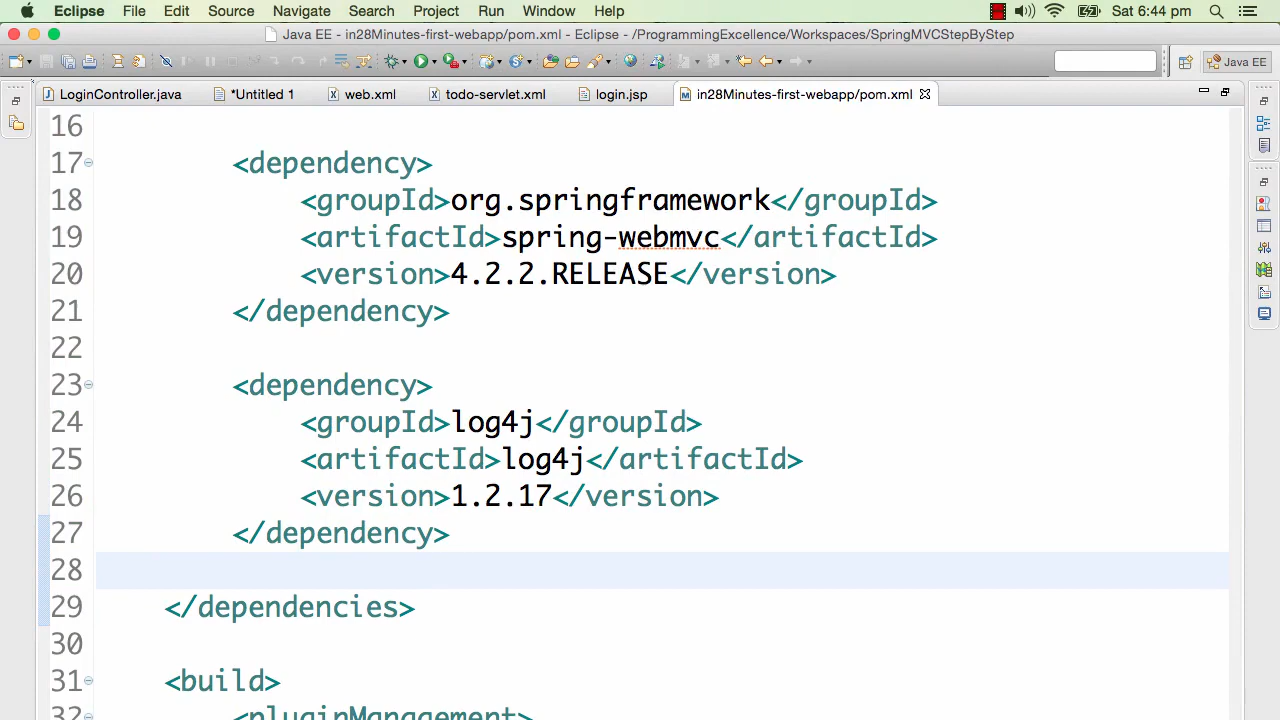 Eclipse File Edit Source Navigate Search Project Run Window Help Sat 6:44 pm
Java EE - in28Minutes-first-webapp/pom.xml - Eclipse - /ProgrammingExcellence/Workspaces/SpringMVCStepByStep
Java EE
LoginController.java *Untitled 1 web.xml todo-servlet.xml login.jsp in28Minutes-first-webapp/pom.xml
16
17 <dependency>
18 <groupId>org.springframework</groupId>
19 <artifactId>spring-webmvc</artifactId>
20 <version>4.2.2.RELEASE</version>
21 </dependency>
22
23 <dependency>
24 <groupId>log4j</groupId>
25 <artifactId>log4j</artifactId>
26 <version>1.2.17</version>
27 </dependency>
28
29 </dependencies>
30
31 <build>
32 <pluginManagement>